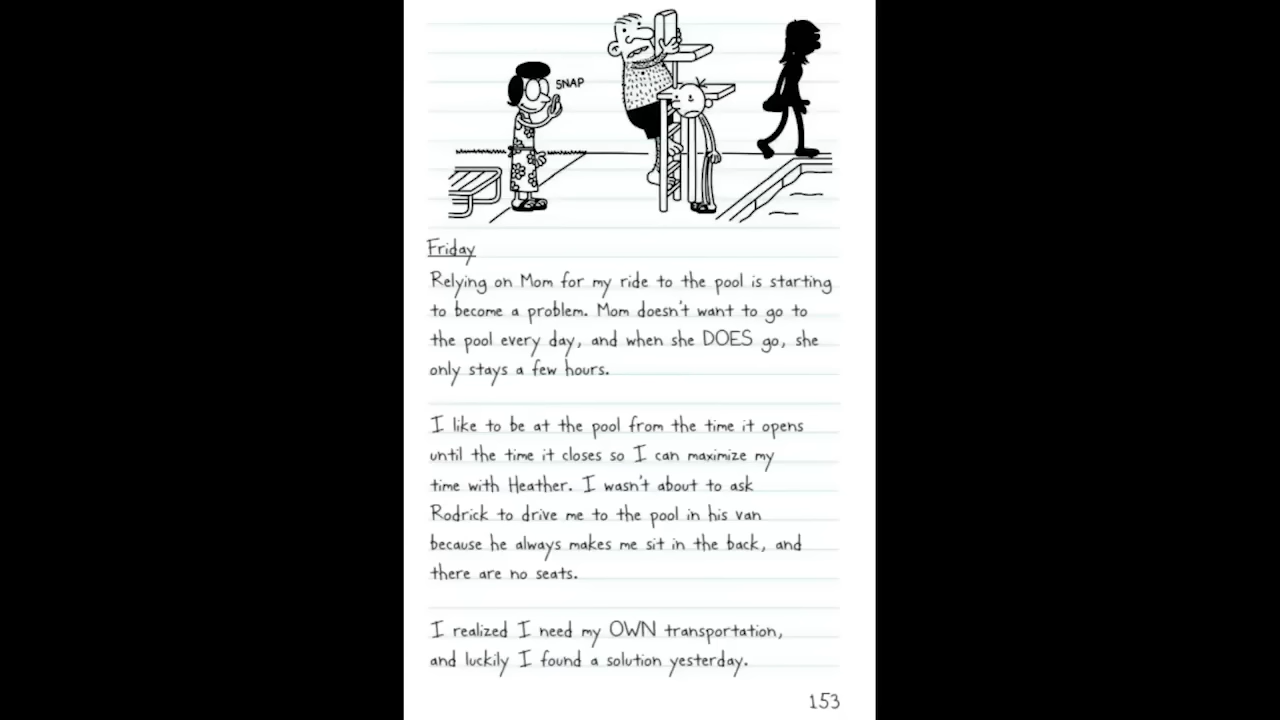 SNAP
Friday
Relying on Mom for my ride to the pool is starting
to become a problem. Mom doesn't want to go to
the pool every day, and when she DOES go, she
only stays a few hours.
I like to be at the pool from the time it opens
until the time it closes so I can maximize my
time with Heather. I wasn't about to ask
Rodrick to drive me to the pool in his van
because he always makes me sit in the back, and
there are no seats.
I realized I need my OWN transportation,
and luckily I found a solution yesterday.
153